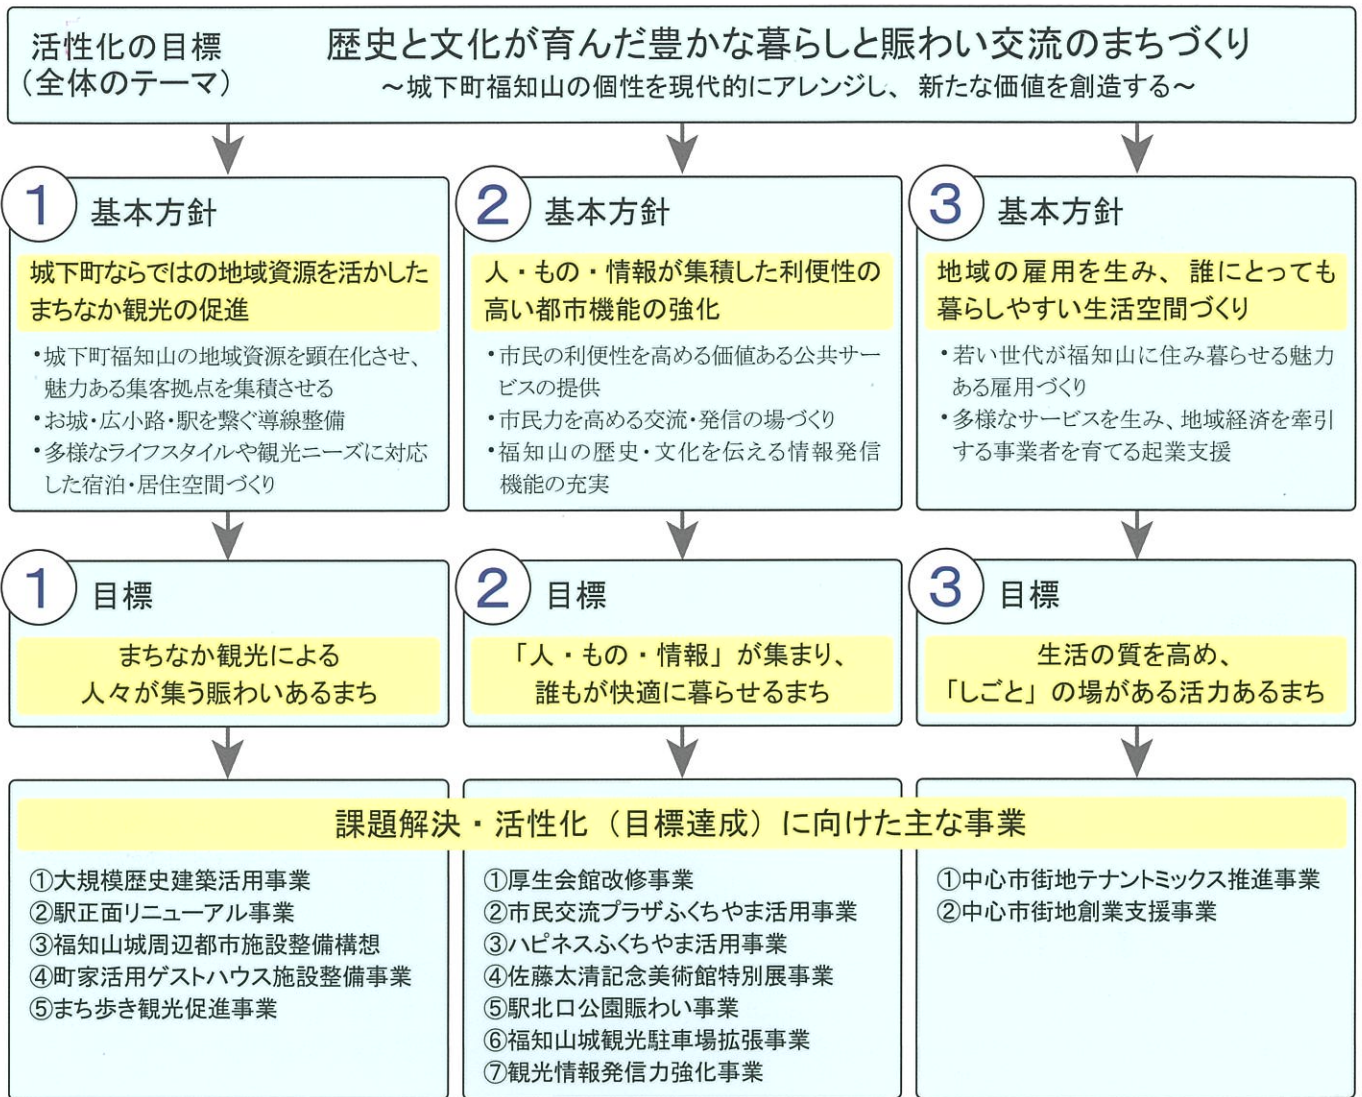 活性化の目標
(全体のテーマ)
歴史と文化が育んだ豊かな暮らしと賑わい交流のまちづくり
～城下町福知山の個性を現代的にアレンジし、新たな価値を創造する～
1 基本方針
城下町ならではの地域資源を活かした
まちなか観光の促進
・城下町福知山の地域資源を顕在化させ、
魅力ある集客拠点を集積させる
・お城・広小路・駅を繋ぐ導線整備
・多様なライフスタイルや観光ニーズに対応
した宿泊・居住空間づくり
2 基本方針
人・もの・情報が集積した利便性の
高い都市機能の強化
・市民の利便性を高める価値ある公共サー
ビスの提供
・市民力を高める交流・発信の場づくり
・福知山の歴史・文化を伝える情報発信
機能の充実
3 基本方針
地域の雇用を生み、誰にとっても
暮らしやすい生活空間づくり
・若い世代が福知山に住み暮らせる魅力
ある雇用づくり
・多様なサービスを生み、地域経済を牽引
する事業者を育てる起業支援
1 目標
まちなか観光による
人々が集う賑わいあるまち
2 目標
「人・もの・情報」が集まり、
誰もが快適に暮らせるまち
3 目標
生活の質を高め、
「しごと」の場がある活力あるまち
課題解決・活性化（目標達成）に向けた主な事業
①大規模歴史建築活用事業
②駅正面リニューアル事業
③福知山城周辺都市施設整備構想
④町家活用ゲストハウス施設整備事業
⑤まち歩き観光促進事業
①厚生会館改修事業
②市民交流プラザふくちやま活用事業
③ハピネスふくちやま活用事業
④佐藤太清記念美術館特別展事業
⑤駅北口公園賑わい事業
⑥福知山城観光駐車場拡張事業
⑦観光情報発信力強化事業
①中心市街地テナントミックス推進事業
②中心市街地創業支援事業